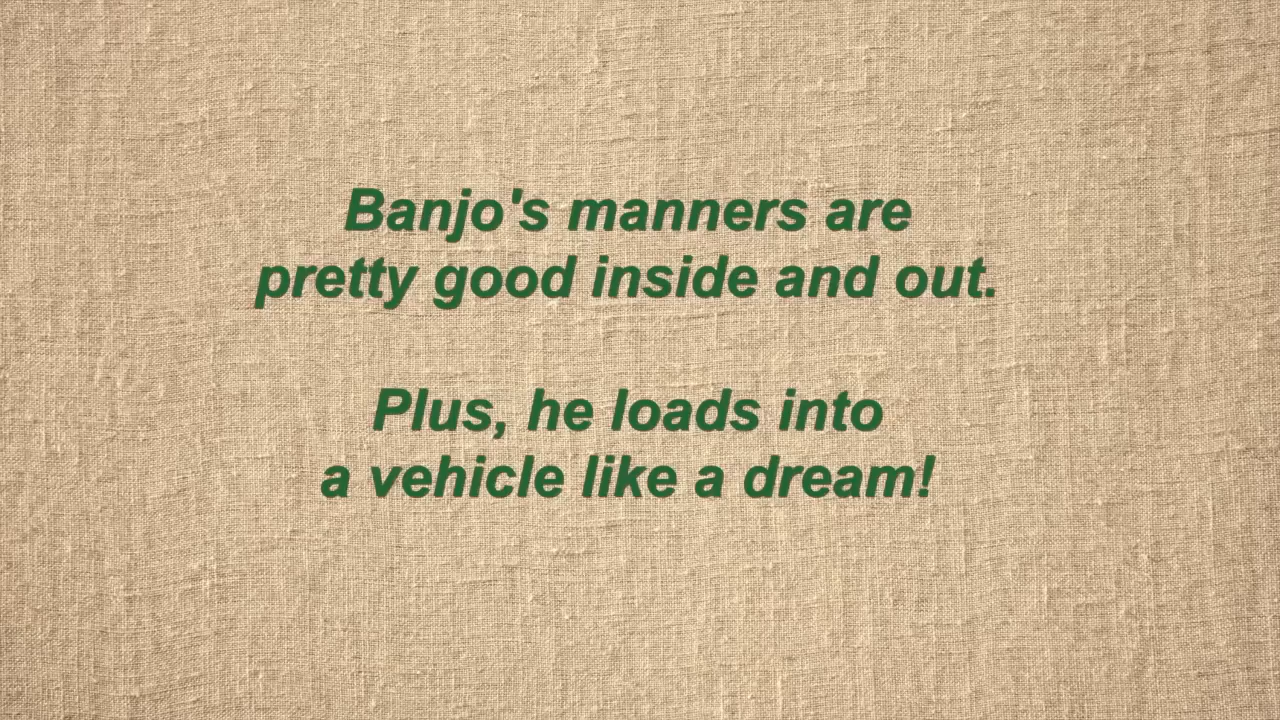 Banjo's manners are
pretty good inside and out.
Plus, he loads into
a vehicle like a dream!